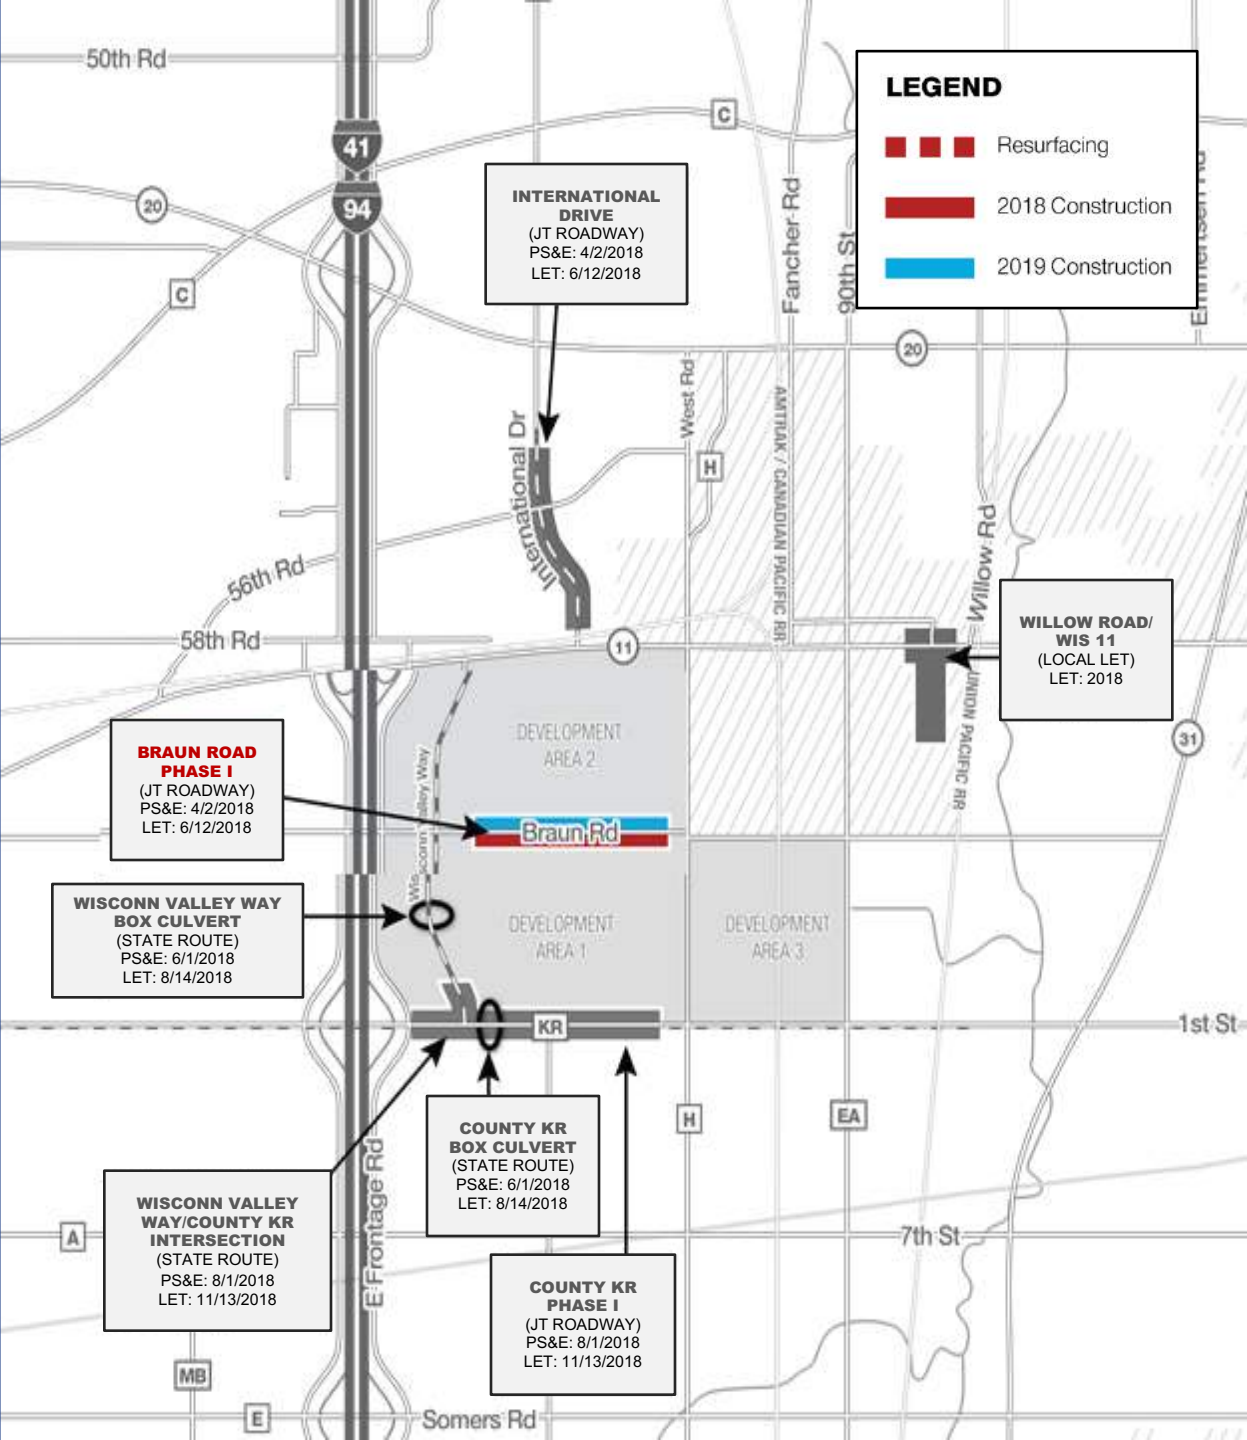 50th Rd
41
94
20
C
C
LEGEND
Resurfacing
2018 Construction
2019 Construction
INTERNATIONAL
DRIVE
(JT ROADWAY)
PS&E: 4/2/2018
LET: 6/12/2018
Fancher Rd
90th St
Emmertsen Rd
20
West Rd
H
AMTRAK / CANADIAN PACIFIC RR
International Dr
Willow Rd
56th Rd
58th Rd
11
WILLOW ROAD/
WIS 11
(LOCAL LET)
LET: 2018
UNION PACIFIC RR
31
DEVELOPMENT
AREA 2
BRAUN ROAD
PHASE I
(JT ROADWAY)
PS&E: 4/2/2018
LET: 6/12/2018
Wisconn Valley Way
Braun Rd
WISCONN VALLEY WAY
BOX CULVERT
(STATE ROUTE)
PS&E: 6/1/2018
LET: 8/14/2018
DEVELOPMENT
AREA 1
DEVELOPMENT
AREA 3
KR
1st St
H
EA
COUNTY KR
BOX CULVERT
(STATE ROUTE)
PS&E: 6/1/2018
LET: 8/14/2018
WISCONN VALLEY
WAY/COUNTY KR
INTERSECTION
(STATE ROUTE)
PS&E: 8/1/2018
LET: 11/13/2018
E Frontage Rd
A
7th St
COUNTY KR
PHASE I
(JT ROADWAY)
PS&E: 8/1/2018
LET: 11/13/2018
MB
E
Somers Rd